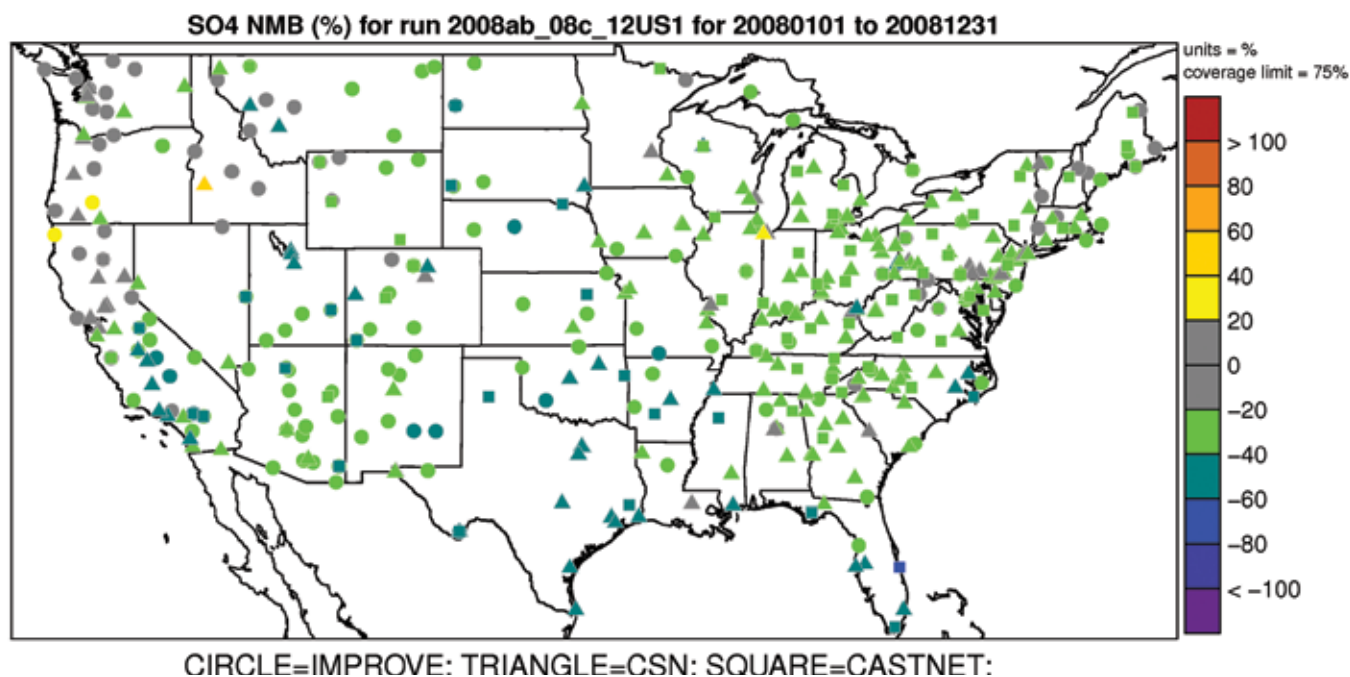 SO4 NMB (%) for run 2008ab_08c_12US1 for 20080101 to 20081231
units = %
coverage limit = 75%
> 100
80
60
40
20
0
−20
−40
−60
−80
< −100
CIRCLE=IMPROVE; TRIANGLE=CSN; SQUARE=CASTNET;